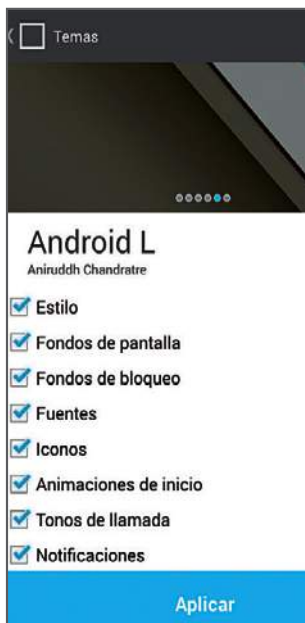 Temas
Android L
Aniruddh Chandratre
Estilo
Fondos de pantalla
Fondos de bloqueo
Fuentes
Iconos
Animaciones de inicio
Tonos de llamada
Notificaciones
Aplicar